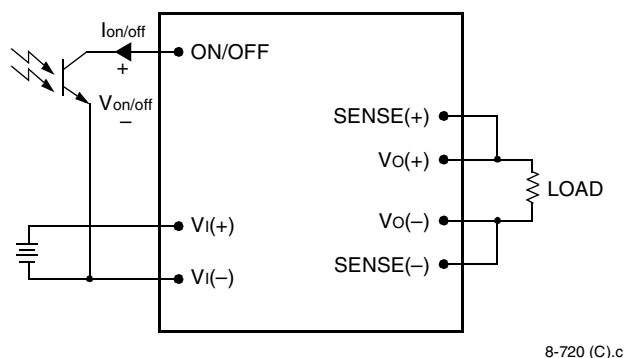 Ion/off
+
ON/OFF
Von/off
–
SENSE(+)
VO(+)
LOAD
VI(+)
VO(–)
VI(–)
SENSE(–)
8-720 (C).c